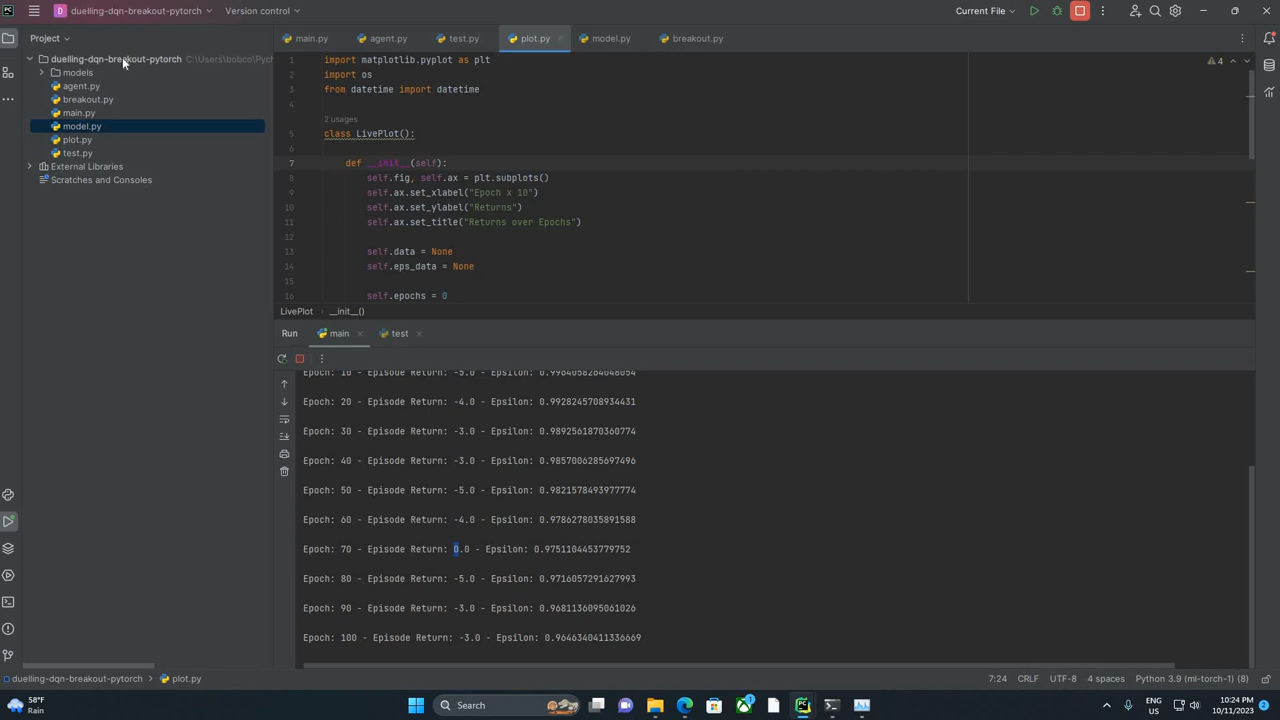 PC
D
duelling-dqn-breakout-pytorch
Version control
Current File
Project
duelling-dqn-breakout-pytorch C:\Users\bobco\Pych
models
agent.py
breakout.py
main.py
model.py
plot.py
test.py
External Libraries
Scratches and Consoles
main.py
agent.py
test.py
plot.py
model.py
breakout.py
4
1 import matplotlib.pyplot as plt
2 import os
3 from datetime import datetime
4
2 usages
5 class LivePlot():
6
7 def __init__(self):
8 self.fig, self.ax = plt.subplots()
9 self.ax.set_xlabel("Epoch x 10")
10 self.ax.set_ylabel("Returns")
11 self.ax.set_title("Returns over Epochs")
12
13 self.data = None
14 self.eps_data = None
15
16 self.epochs = 0
LivePlot
__init__()
Run
main
test
Epoch: 10 - Episode Return: -5.0 - Epsilon: 0.9964058264048054
Epoch: 20 - Episode Return: -4.0 - Epsilon: 0.9928245708934431
Epoch: 30 - Episode Return: -3.0 - Epsilon: 0.9892561870360774
Epoch: 40 - Episode Return: -3.0 - Epsilon: 0.9857006285697496
Epoch: 50 - Episode Return: -5.0 - Epsilon: 0.9821578493977774
Epoch: 60 - Episode Return: -4.0 - Epsilon: 0.9786278035891588
Epoch: 70 - Episode Return: 0.0 - Epsilon: 0.9751104453779752
Epoch: 80 - Episode Return: -5.0 - Epsilon: 0.9716057291627993
Epoch: 90 - Episode Return: -3.0 - Epsilon: 0.9681136095061026
Epoch: 100 - Episode Return: -3.0 - Epsilon: 0.9646340411336669
duelling-dqn-breakout-pytorch
plot.py
7:24
CRLF
UTF-8
4 spaces
Python 3.9 (ml-torch-1) (8)
58°F
Rain
Search
1
ENG
US
10:24 PM
10/11/2023